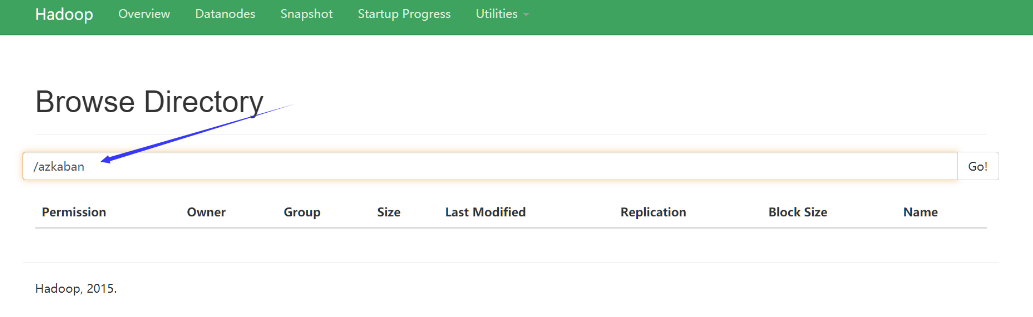 Hadoop Overview Datanodes Snapshot Startup Progress Utilities
Browse Directory
/azkaban Go!
Permission Owner Group Size Last Modified Replication Block Size Name
Hadoop, 2015.